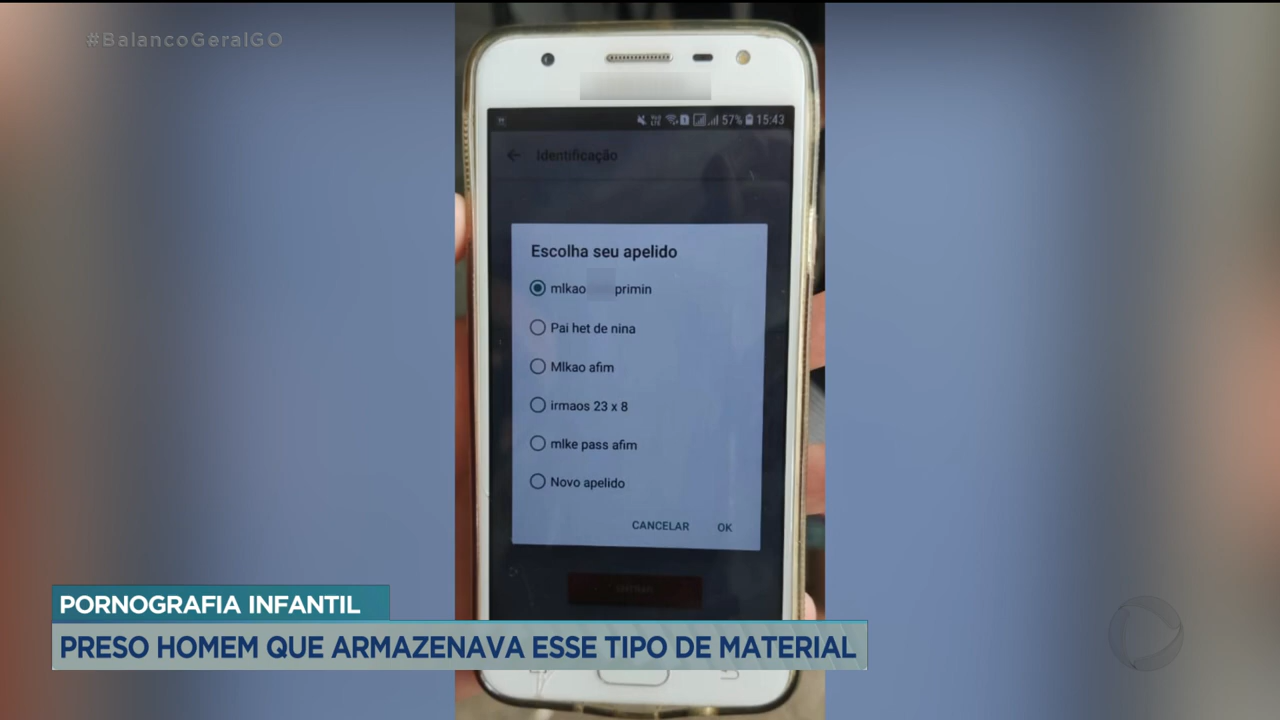 #BalancoGeralGO
57% 15:43
Identificação
Escolha seu apelido
mlkao primin
Pai het de nina
Mlkao afim
irmaos 23 x 8
mlke pass afim
Novo apelido
CANCELAR OK
PORNOGRAFIA INFANTIL
PRESO HOMEM QUE ARMAZENAVA ESSE TIPO DE MATERIAL